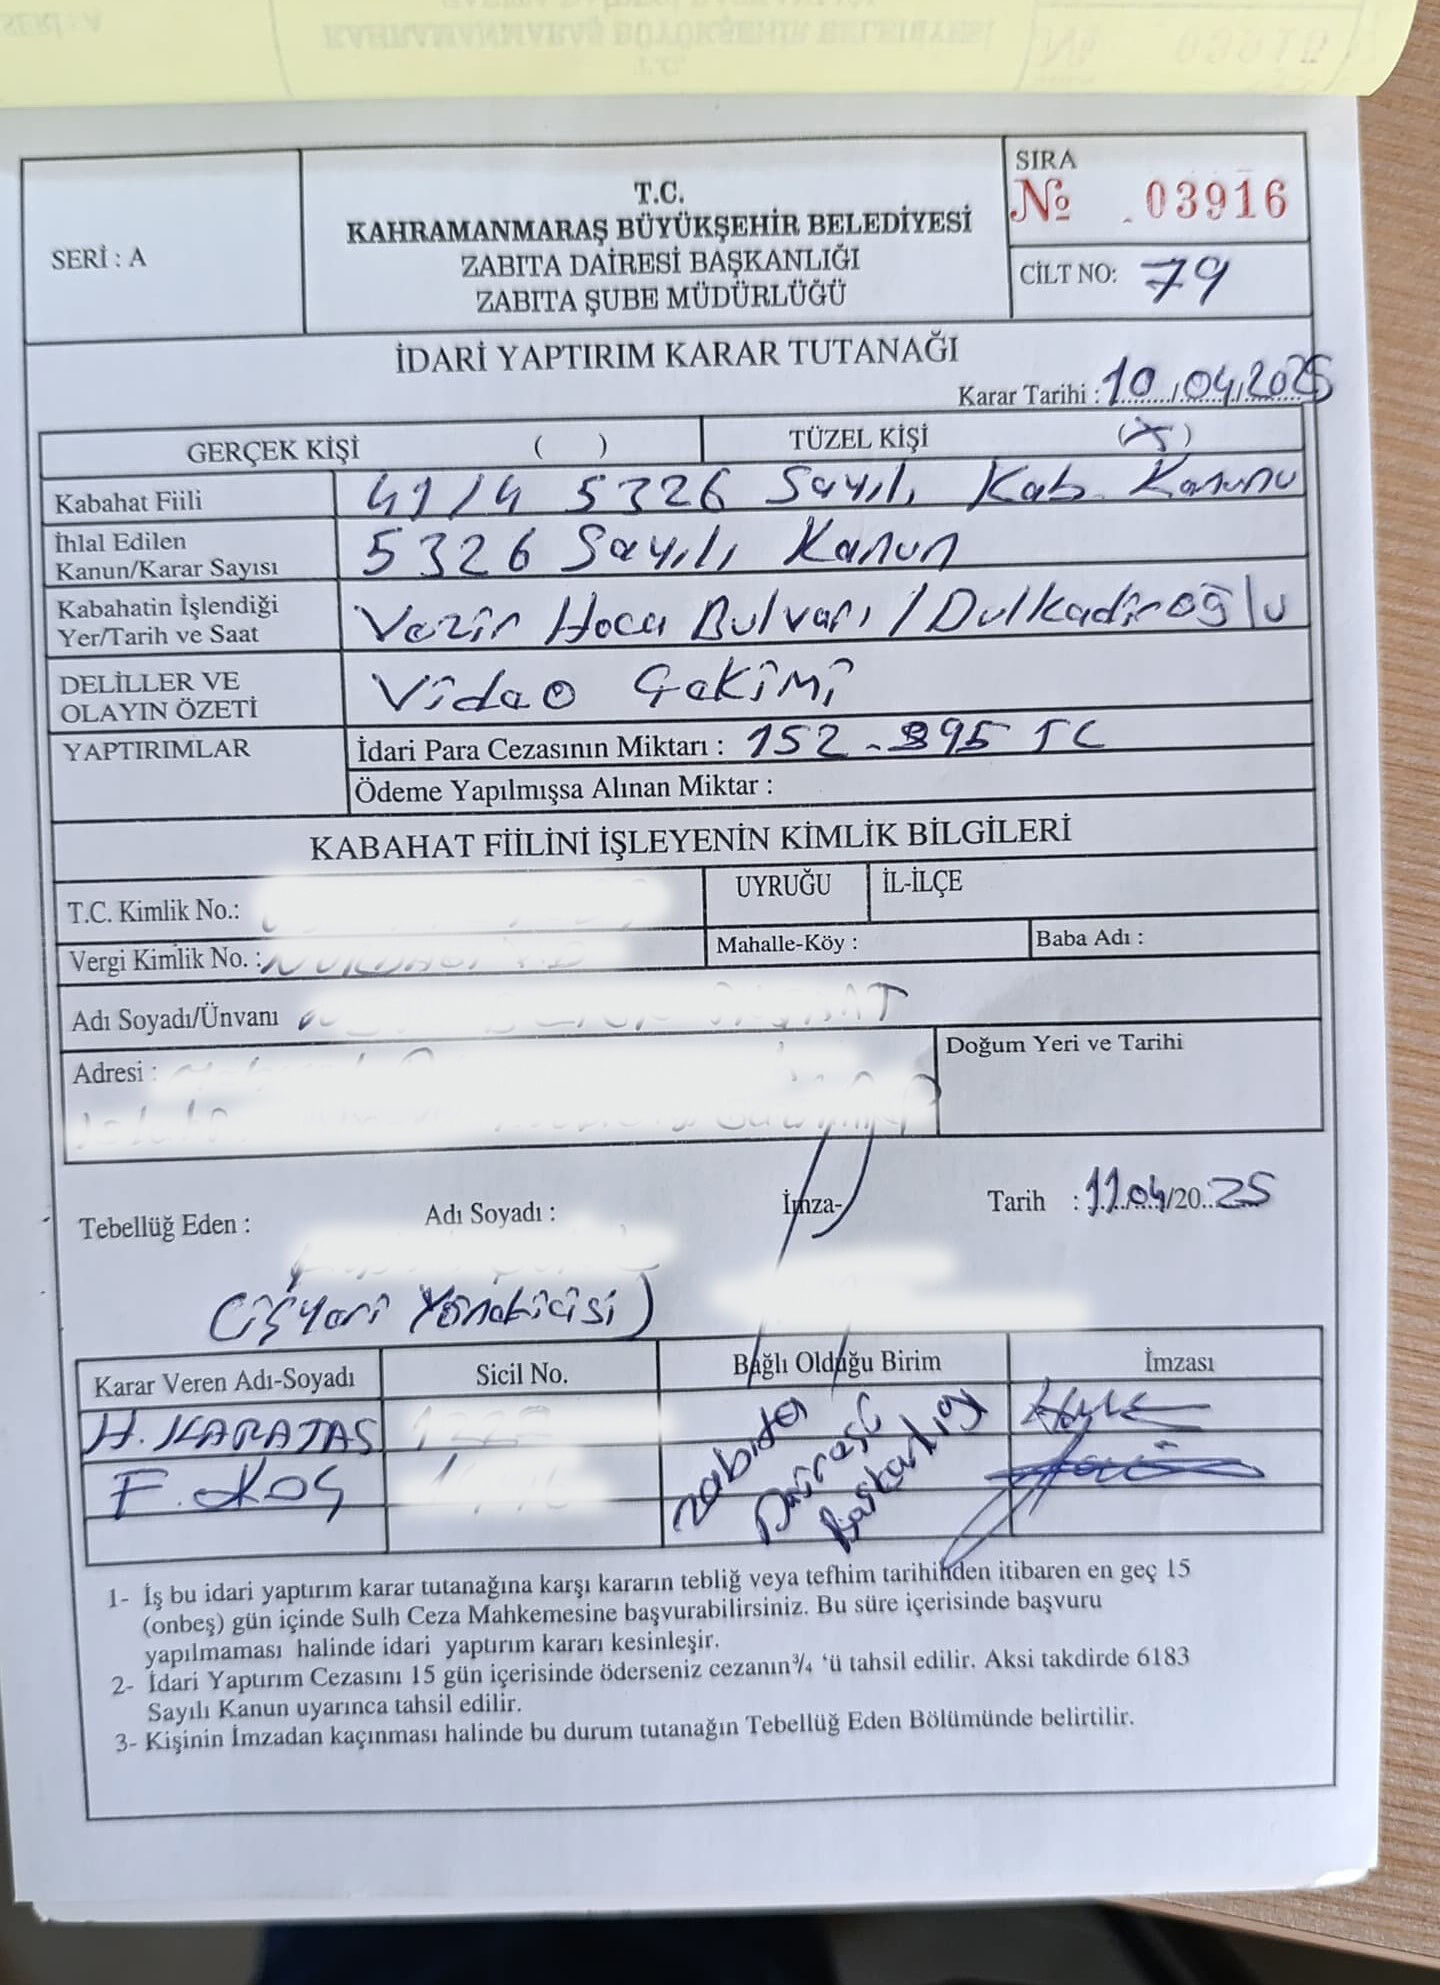 T.C.
KAHRAMANMARAŞ BÜYÜKŞEHİR BELEDİYESİ
ZABITA DAİRESİ BAŞKANLIĞI
ZABITA ŞUBE MÜDÜRLÜĞÜ
SERİ : A
SIRA
№ 03916
CİLT NO: 79
İDARİ YAPTIRIM KARAR TUTANAĞI
Karar Tarihi : 10/04/2025
GERÇEK KİŞİ ( ) TÜZEL KİŞİ (X)
Kabahat Fiili 41/4 5326 Sayılı Kab. Kanunu
İhlal Edilen
Kanun/Karar Sayısı 5326 Sayılı Kanun
Kabahatin İşlendiği
Yer/Tarih ve Saat Vezir Hoca Bulvarı / Dulkadiroğlu
DELİLLER VE
OLAYIN ÖZETİ Video Çekimi
YAPTIRIMLAR İdari Para Cezasının Miktarı : 152.895 TL
Ödeme Yapılmışsa Alınan Miktar :
KABAHAT FİİLİNİ İŞLEYENİN KİMLİK BİLGİLERİ
T.C. Kimlik No.: UYRUĞU İL-İLÇE
Vergi Kimlik No. : Mahalle-Köy : Baba Adı :
Adı Soyadı/Ünvanı
Adresi : Doğum Yeri ve Tarihi
Tebellüğ Eden : Adı Soyadı : İmza- Tarih : 11.04/2025
(İşyeri Yöneticisi)
Karar Veren Adı-Soyadı Sicil No. Bağlı Olduğu Birim İmzası
H. KARATAŞ
F. KOÇ
Zabıta
Dairesi
Başkanlığı
1- İş bu idari yaptırım karar tutanağına karşı kararın tebliğ veya tefhim tarihinden itibaren en geç 15
(onbeş) gün içinde Sulh Ceza Mahkemesine başvurabilirsiniz. Bu süre içerisinde başvuru
yapılmaması halinde idari yaptırım kararı kesinleşir.
2- İdari Yaptırım Cezasını 15 gün içerisinde öderseniz cezanın ¾ 'ü tahsil edilir. Aksi takdirde 6183
Sayılı Kanun uyarınca tahsil edilir.
3- Kişinin İmzadan kaçınması halinde bu durum tutanağın Tebellüğ Eden Bölümünde belirtilir.